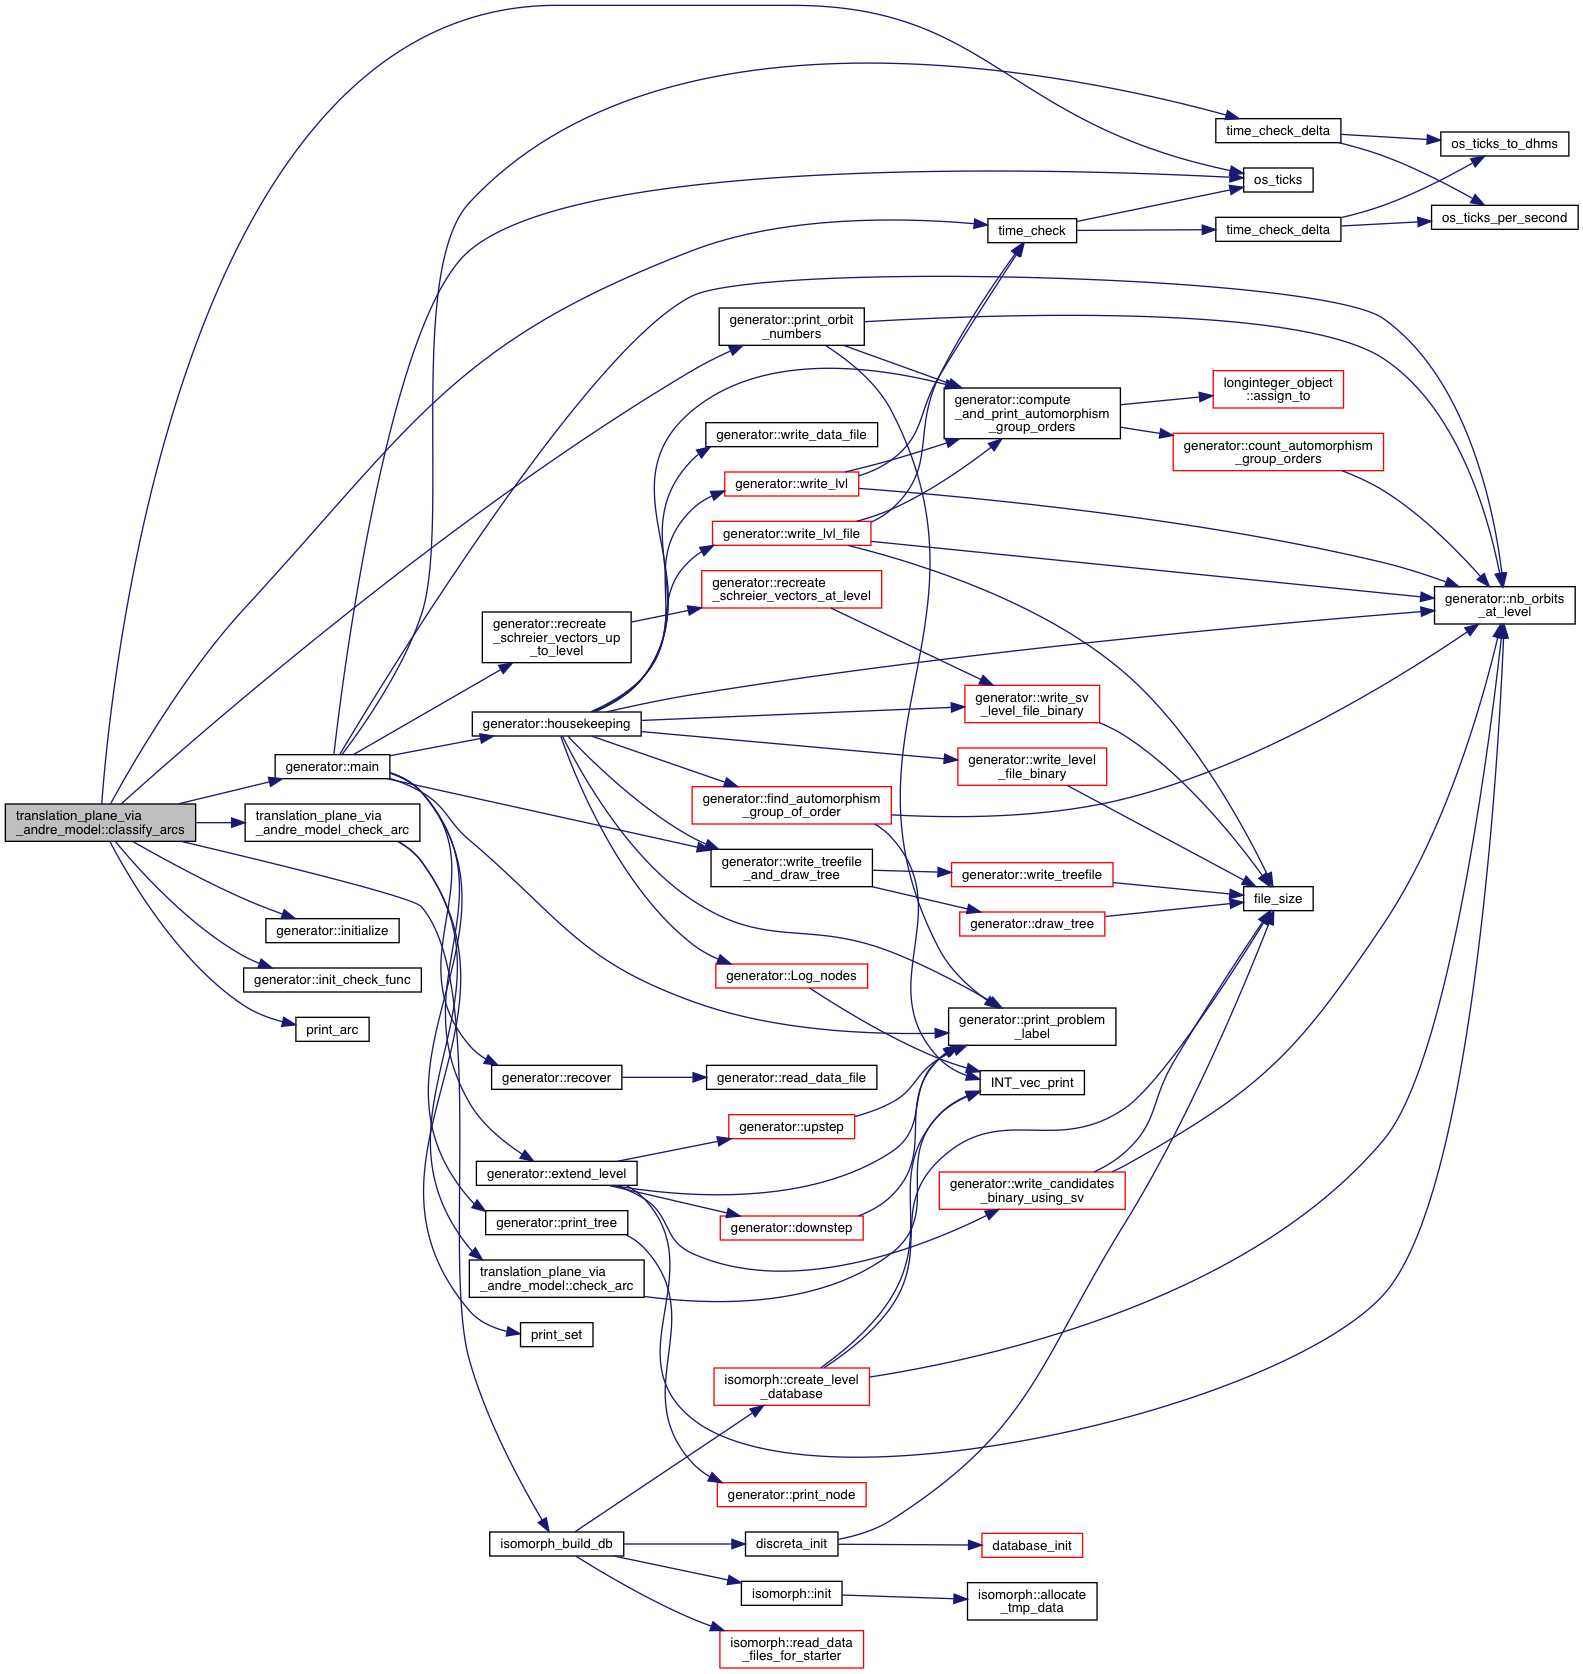 time_check_delta
os_ticks_to_dhms
os_ticks
os_ticks_per_second
time_check
time_check_delta
generator::print_orbit
_numbers
longinteger_object
::assign_to
generator::compute
_and_print_automorphism
_group_orders
generator::write_data_file
generator::count_automorphism
_group_orders
generator::write_lvl
generator::write_lvl_file
generator::recreate
_schreier_vectors_at_level
generator::nb_orbits
_at_level
generator::recreate
_schreier_vectors_up
_to_level
generator::write_sv
_level_file_binary
generator::housekeeping
generator::main
generator::write_level
_file_binary
generator::find_automorphism
_group_of_order
translation_plane_via
_andre_model::classify_arcs
translation_plane_via
_andre_model_check_arc
generator::write_treefile
_and_draw_tree
generator::write_treefile
file_size
generator::draw_tree
generator::initialize
generator::init_check_func
generator::Log_nodes
print_arc
generator::print_problem
_label
generator::recover
generator::read_data_file
INT_vec_print
generator::upstep
generator::extend_level
generator::write_candidates
_binary_using_sv
generator::print_tree
generator::downstep
translation_plane_via
_andre_model::check_arc
print_set
isomorph::create_level
_database
generator::print_node
isomorph_build_db
discreta_init
database_init
isomorph::init
isomorph::allocate
_tmp_data
isomorph::read_data
_files_for_starter